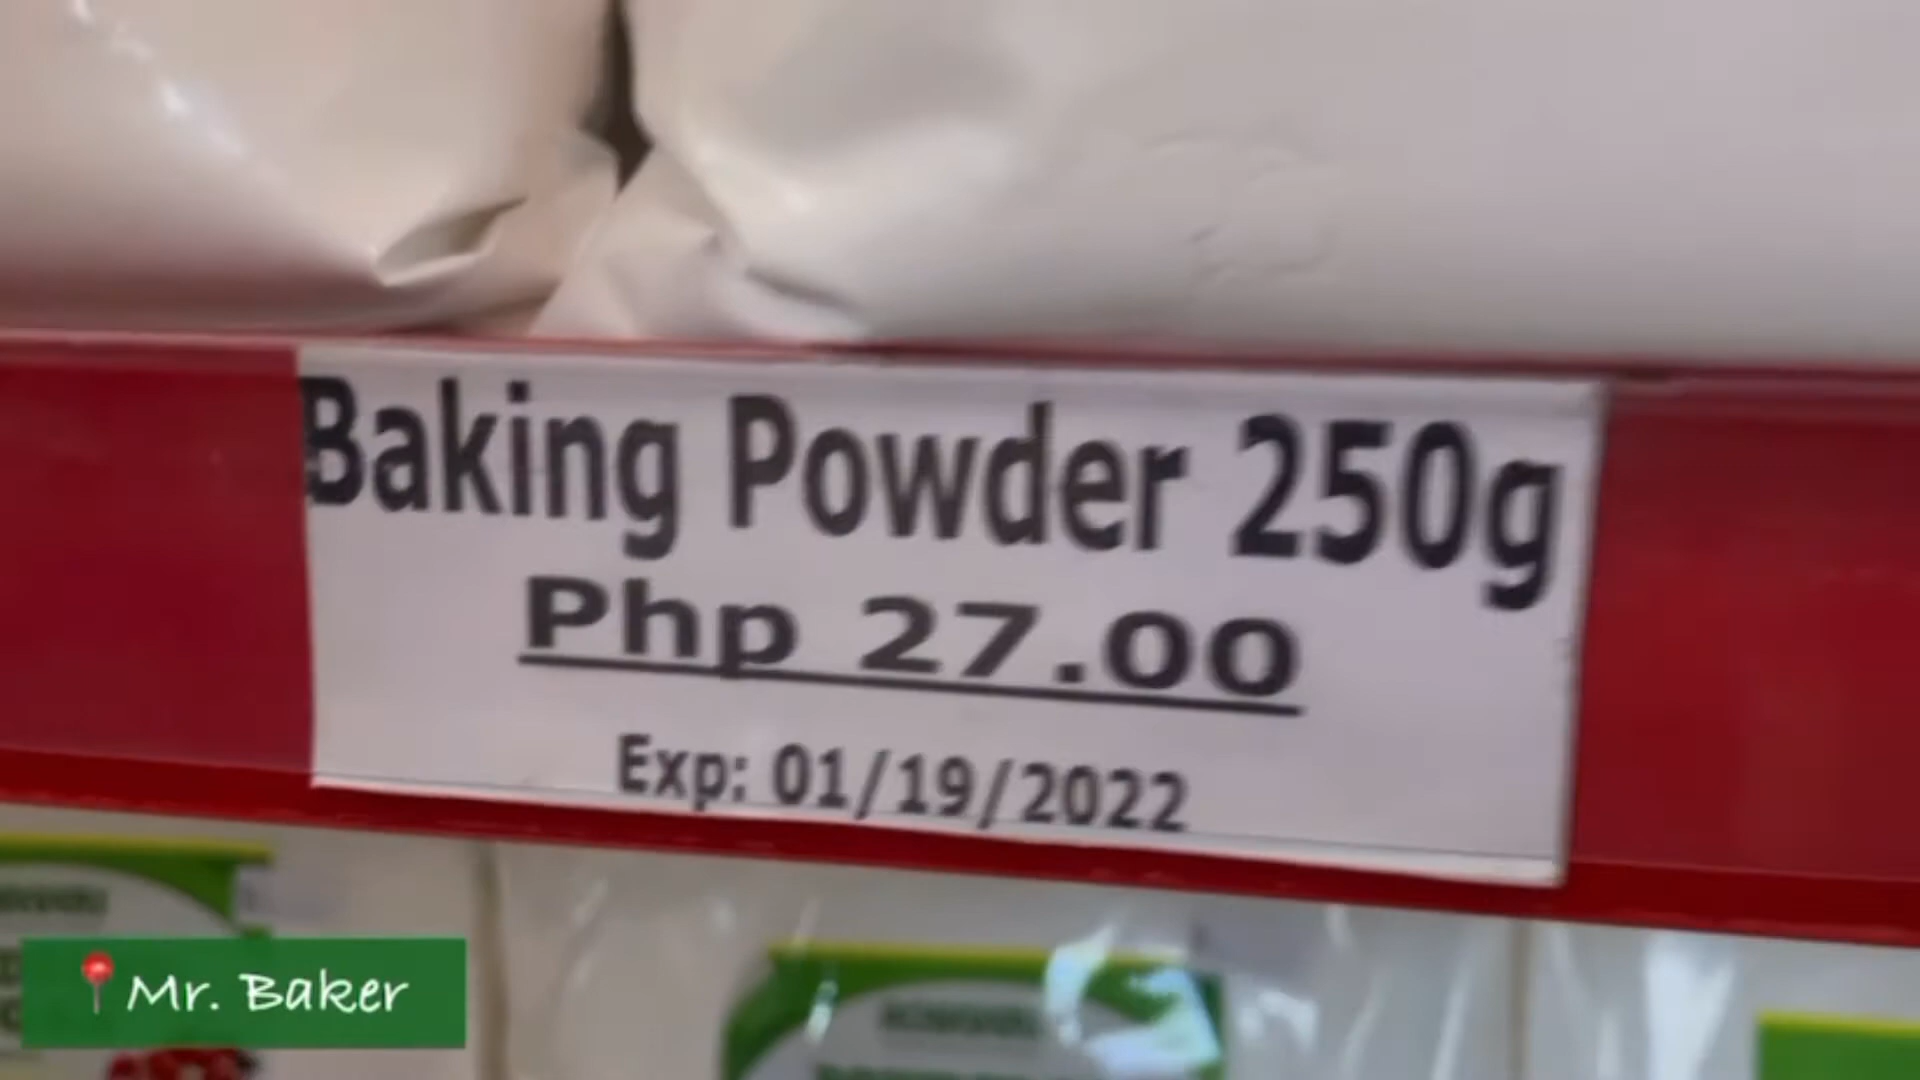 Baking Powder 250g
Php 27.00
Exp: 01/19/2022
Mr. Baker